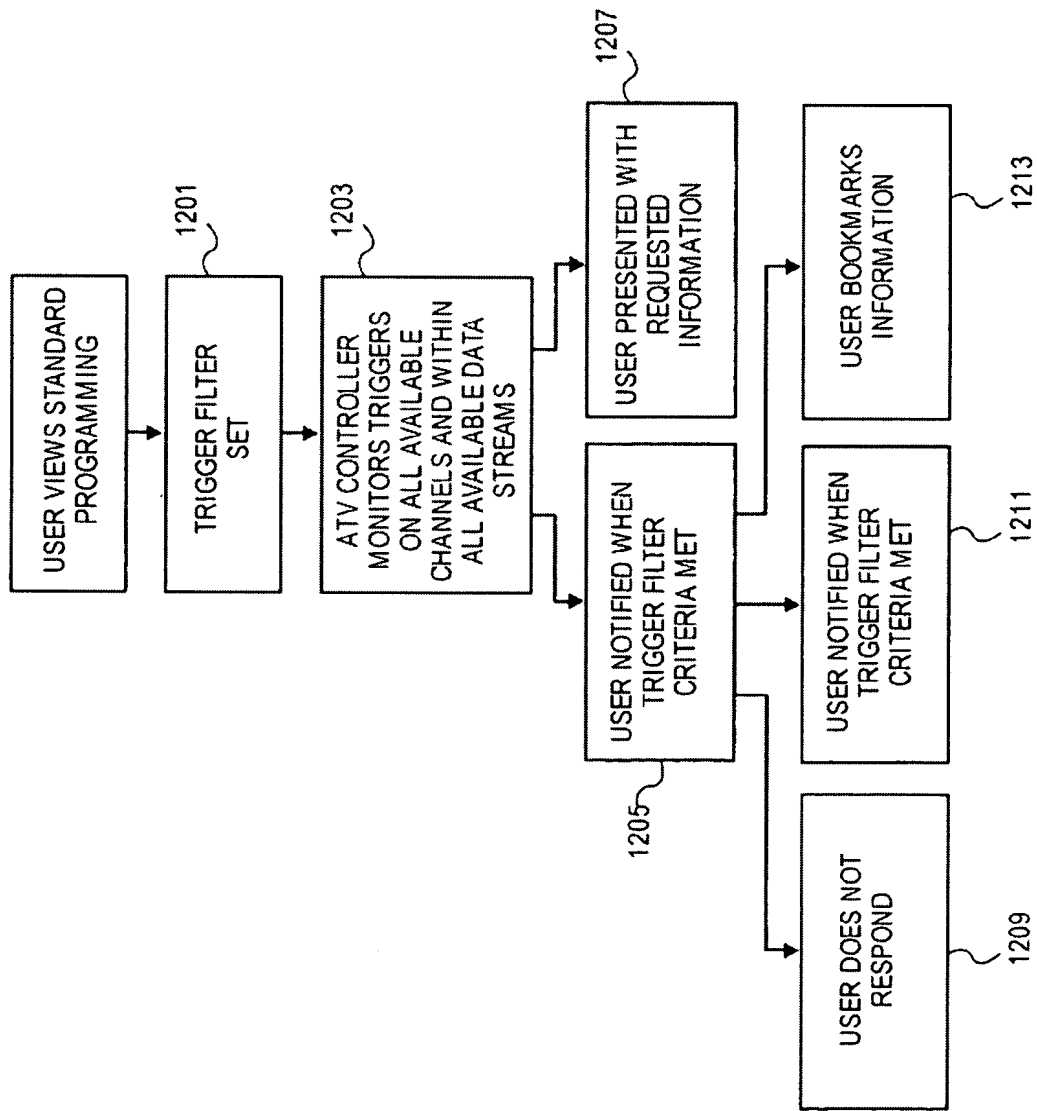 USER VIEWS STANDARD
PROGRAMMING
1201
TRIGGER FILTER
SET
1203
ATV CONTROLLER
MONITORS TRIGGERS
ON ALL AVAILABLE
CHANNELS AND WITHIN
ALL AVAILABLE DATA
STREAMS
1205
USER NOTIFIED WHEN
TRIGGER FILTER
CRITERIA MET
1207
USER PRESENTED WITH
REQUESTED
INFORMATION
USER DOES NOT
RESPOND
1209
USER NOTIFIED WHEN
TRIGGER FILTER
CRITERIA MET
1211
USER BOOKMARKS
INFORMATION
1213